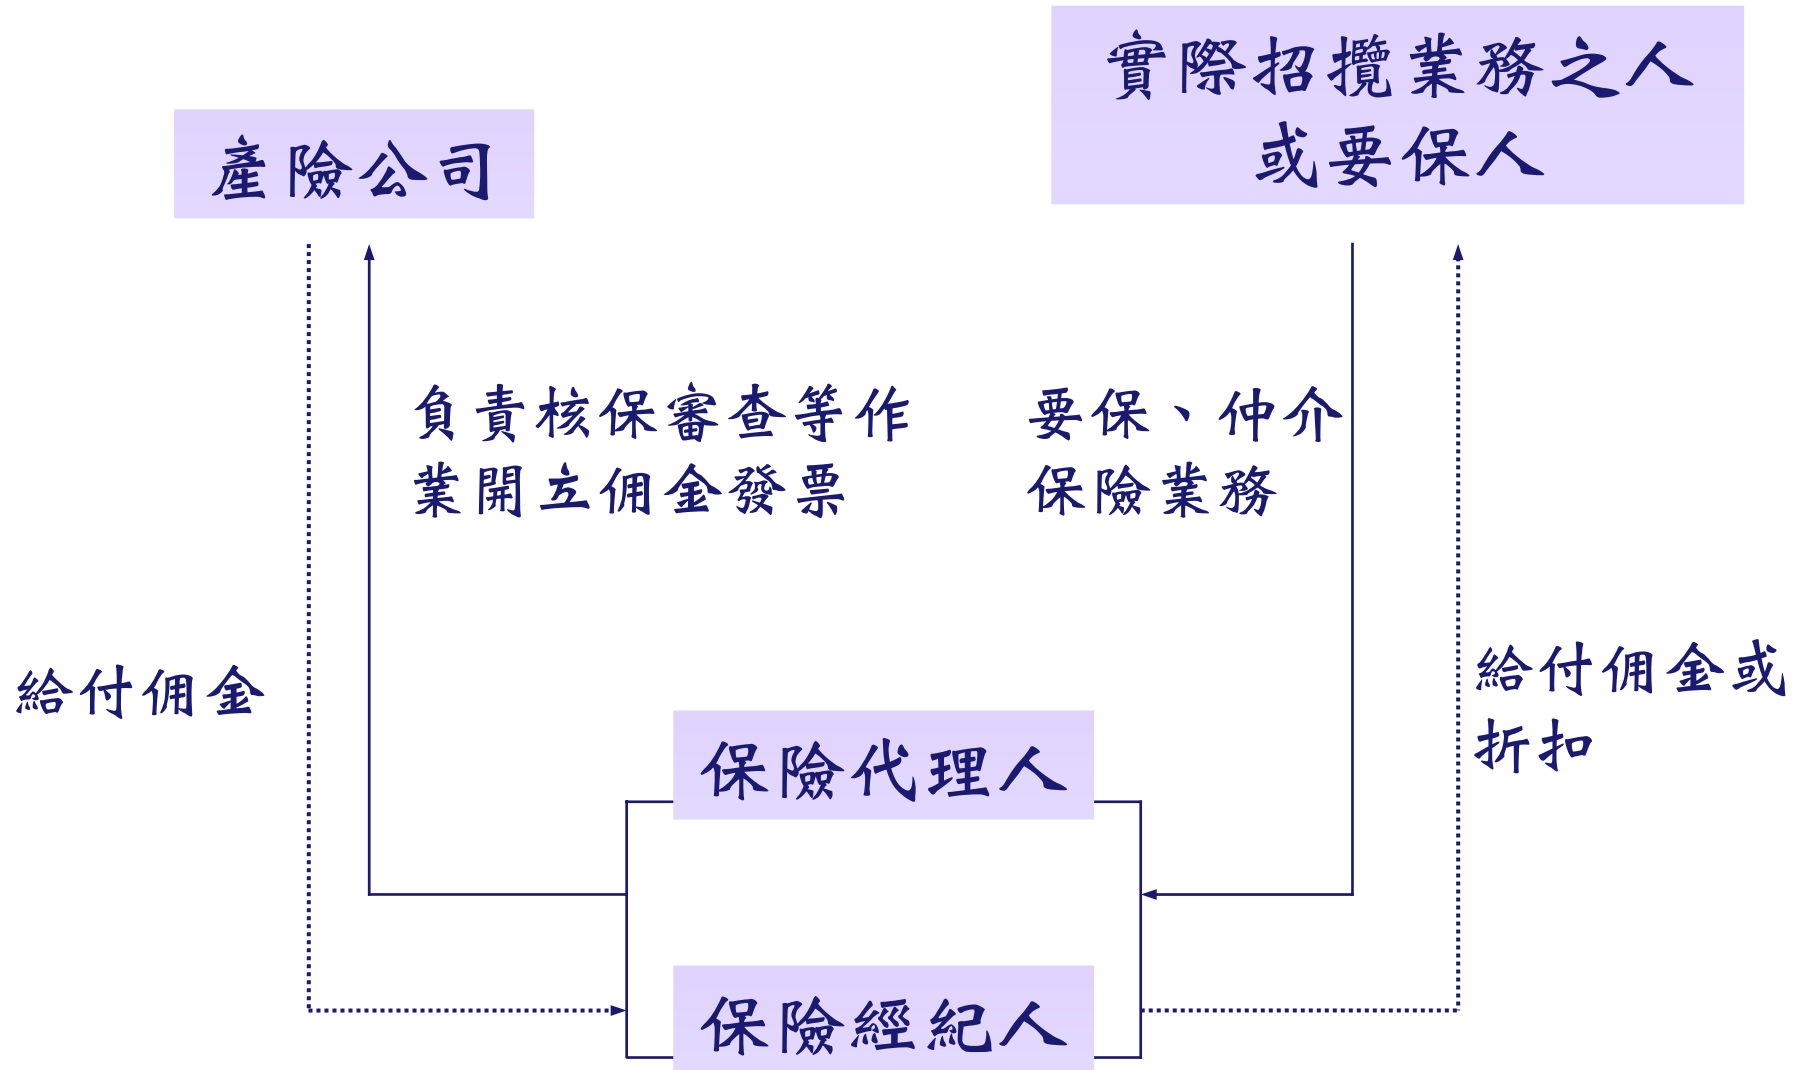 實際招攬業務之人
或要保人
產險公司
負責核保審查等作
業開立佣金發票
要保、仲介
保險業務
給付佣金
給付佣金或
折扣
保險代理人
保險經紀人